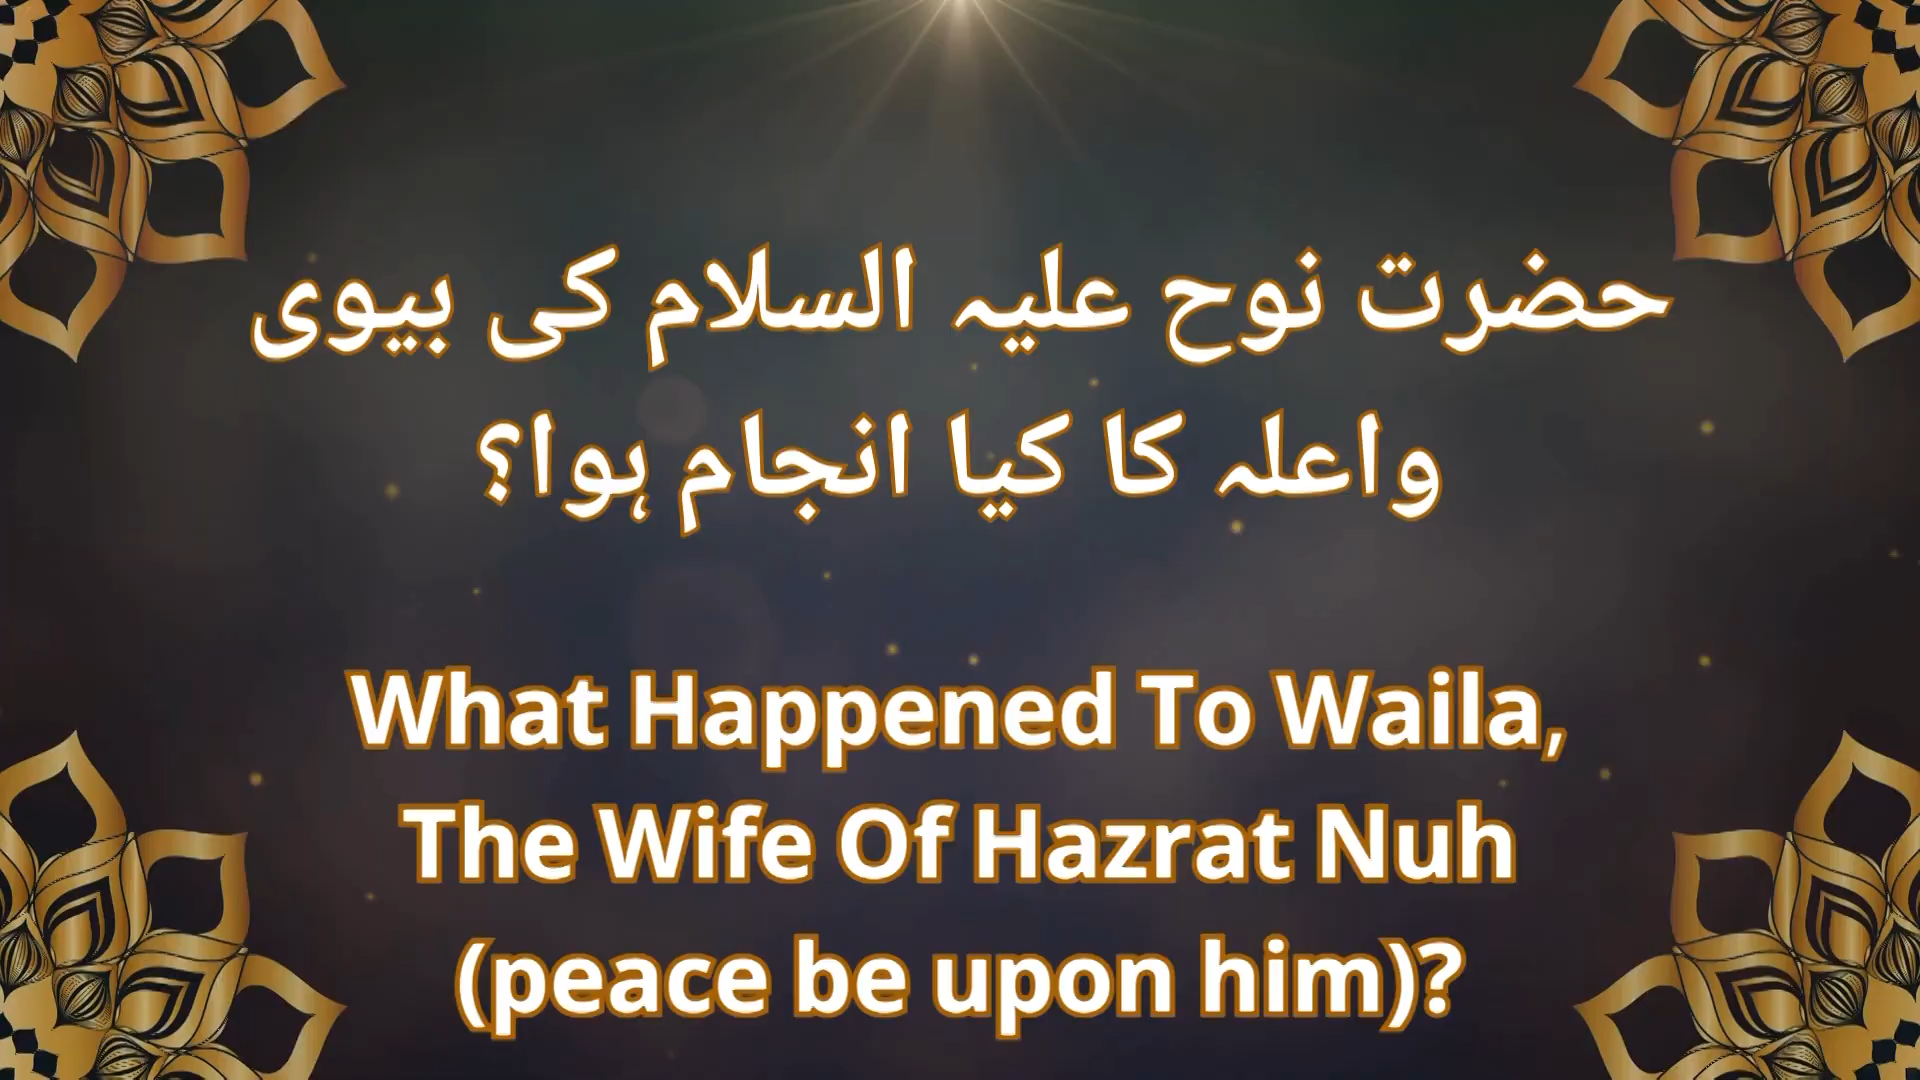 حضرت نوح علیہ السلام کی بیوی
واعلہ کا کیا انجام ہوا؟
What Happened To Waila,
The Wife Of Hazrat Nuh
(peace be upon him)?